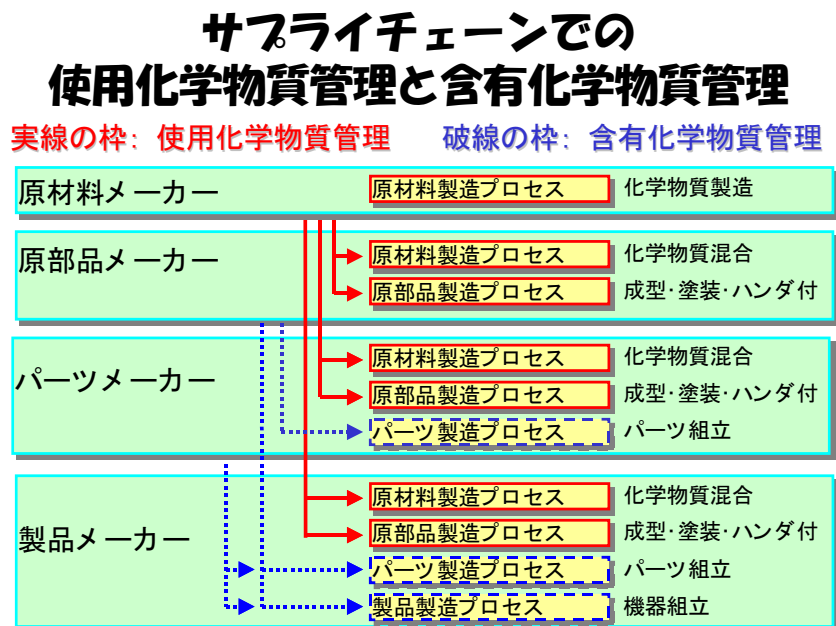 サプライチェーンでの
使用化学物質管理と含有化学物質管理
実線の枠：使用化学物質管理 破線の枠：含有化学物質管理
原材料メーカー 原材料製造プロセス 化学物質製造
原部品メーカー 原材料製造プロセス 化学物質混合
原部品製造プロセス 成型・塗装・ハンダ付
パーツメーカー 原材料製造プロセス 化学物質混合
原部品製造プロセス 成型・塗装・ハンダ付
パーツ製造プロセス パーツ組立
製品メーカー 原材料製造プロセス 化学物質混合
原部品製造プロセス 成型・塗装・ハンダ付
パーツ製造プロセス パーツ組立
製品製造プロセス 機器組立